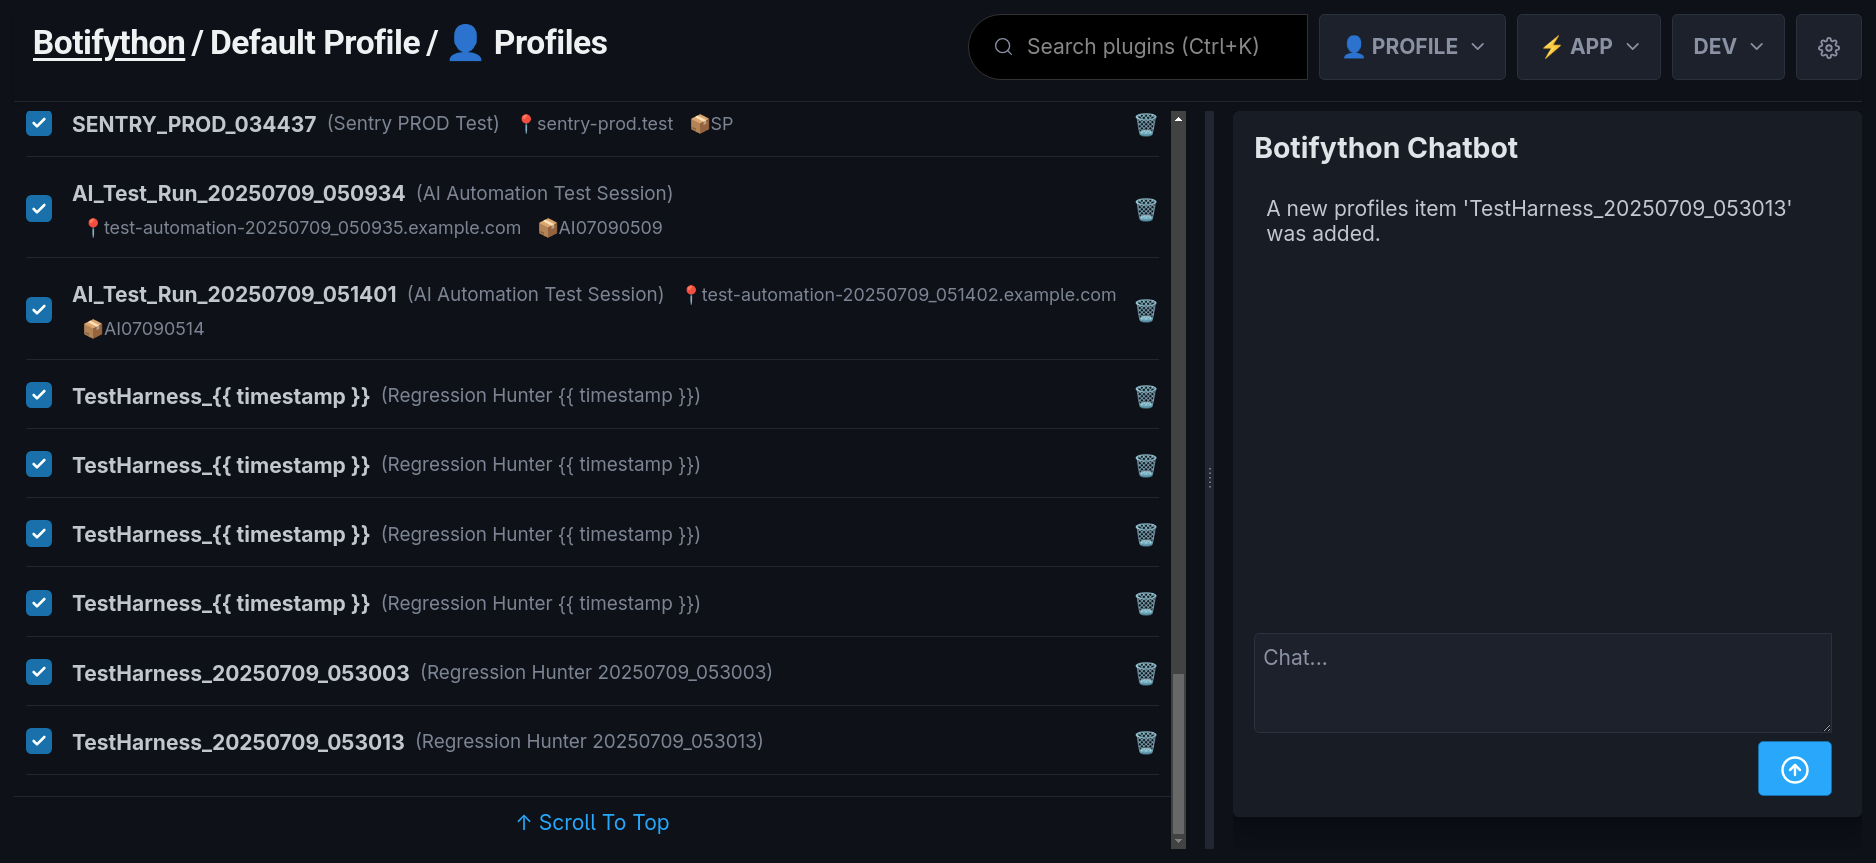 Botifython / Default Profile / 👤 Profiles
Search plugins (Ctrl+K)
👤 PROFILE
⚡ APP
DEV
SENTRY_PROD_034437 (Sentry PROD Test) 📍sentry-prod.test 📦SP
AI_Test_Run_20250709_050934 (AI Automation Test Session)
📍test-automation-20250709_050935.example.com 📦AI07090509
AI_Test_Run_20250709_051401 (AI Automation Test Session) 📍test-automation-20250709_051402.example.com
📦AI07090514
TestHarness_{{ timestamp }} (Regression Hunter {{ timestamp }})
TestHarness_{{ timestamp }} (Regression Hunter {{ timestamp }})
TestHarness_{{ timestamp }} (Regression Hunter {{ timestamp }})
TestHarness_{{ timestamp }} (Regression Hunter {{ timestamp }})
TestHarness_20250709_053003 (Regression Hunter 20250709_053003)
TestHarness_20250709_053013 (Regression Hunter 20250709_053013)
↑ Scroll To Top
Botifython Chatbot
A new profiles item 'TestHarness_20250709_053013'
was added.
Chat...